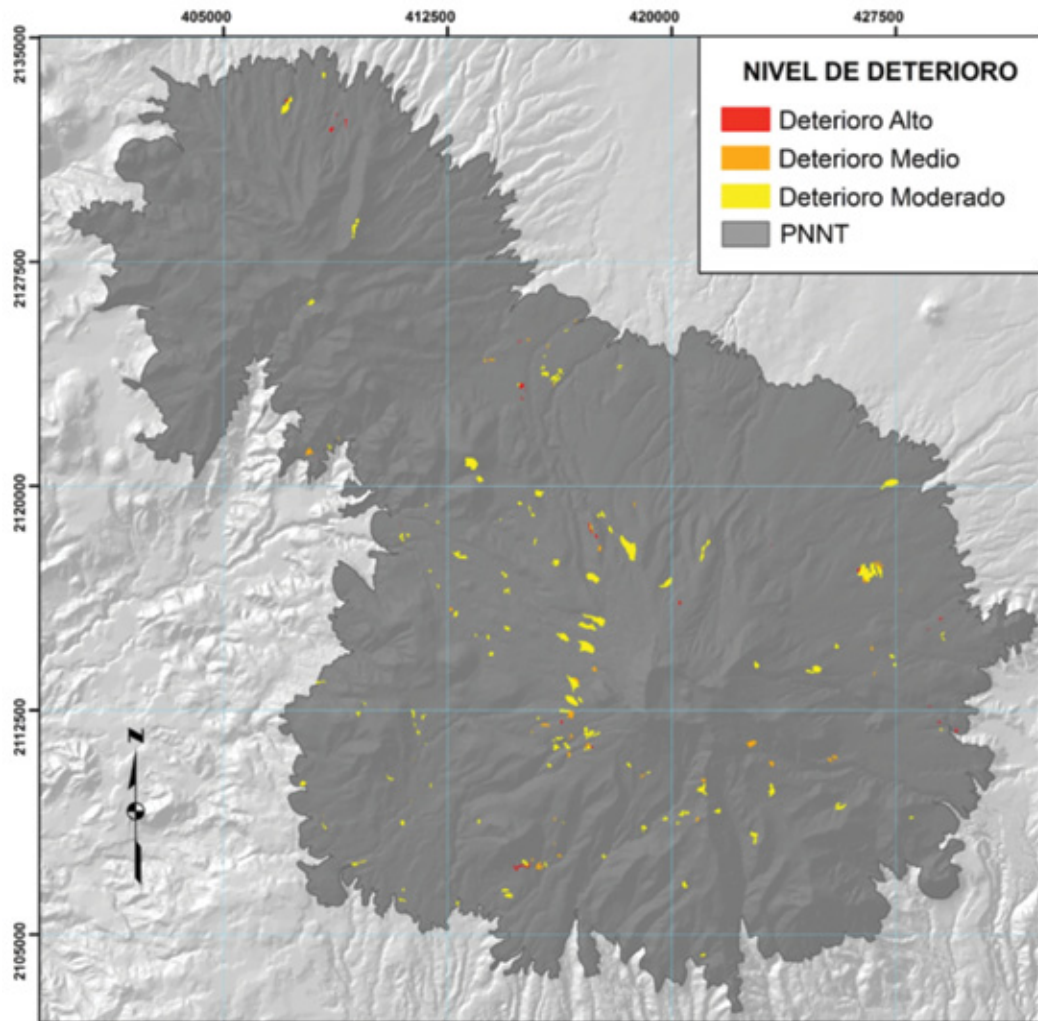 405000 412500 420000 427500
NIVEL DE DETERIORO
Deterioro Alto
Deterioro Medio
Deterioro Moderado
PNNT
2135000
2127500
2120000
2112500
2105000
N